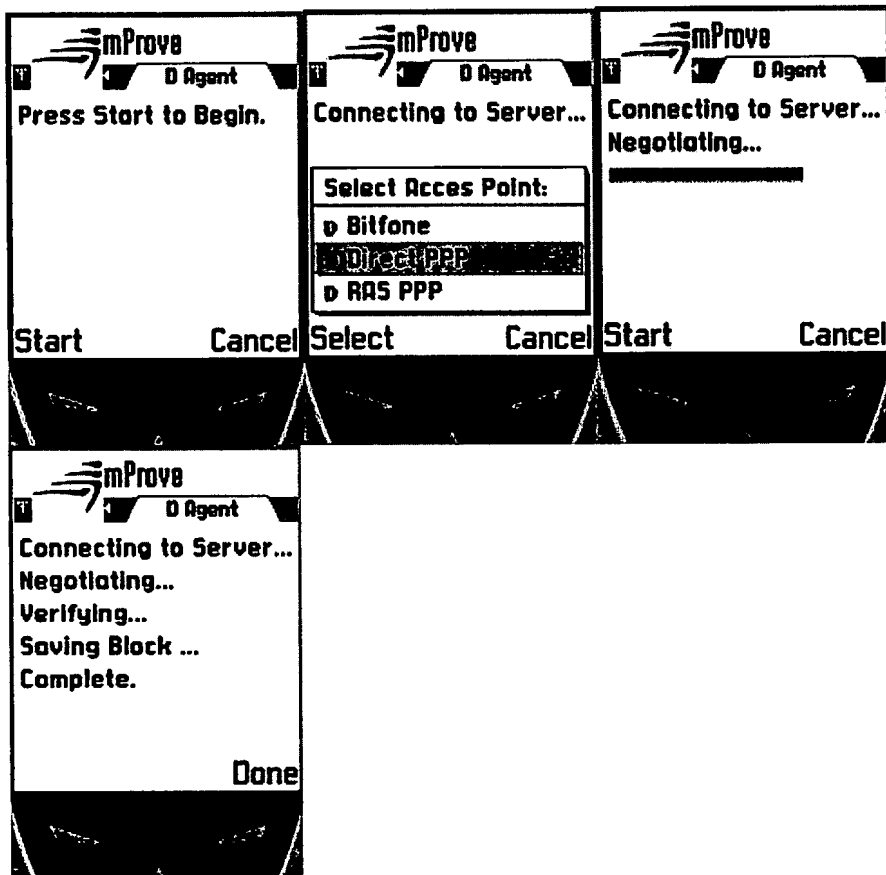 mProve
D Agent
Press Start to Begin.
Start Cancel
mProve
D Agent
Connecting to Server...
Select Acces Point:
Bitfone
Direct PPP
RAS PPP
Select Cancel
mProve
D Agent
Connecting to Server...
Negotiating...
Start Cancel
mProve
D Agent
Connecting to Server...
Negotiating...
Verifying...
Saving Block ...
Complete.
Done